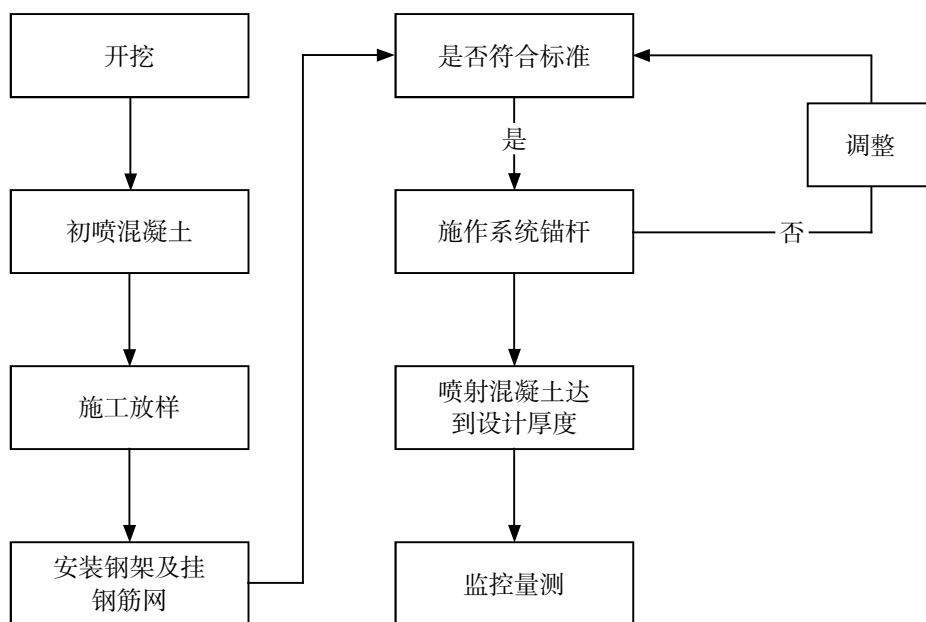 开挖
初喷混凝土
施工放样
安装钢架及挂
钢筋网
是否符合标准
是
施作系统锚杆
否
调整
喷射混凝土达
到设计厚度
监控量测